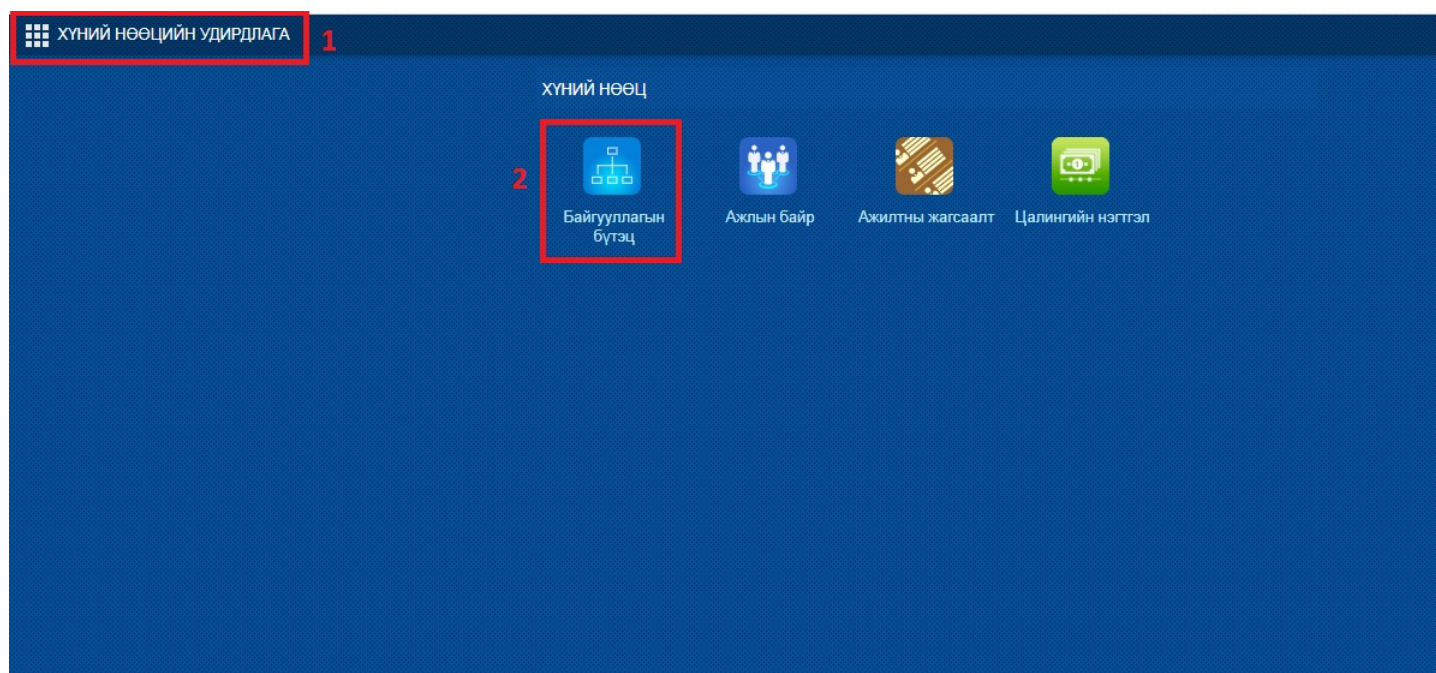 ХҮНИЙ НӨӨЦИЙН УДИРДЛАГА
1
ХҮНИЙ НӨӨЦ
2
Байгууллагын
бүтэц
Ажлын байр
Ажилтны жагсаалт
Цалингийн нэгтгэл